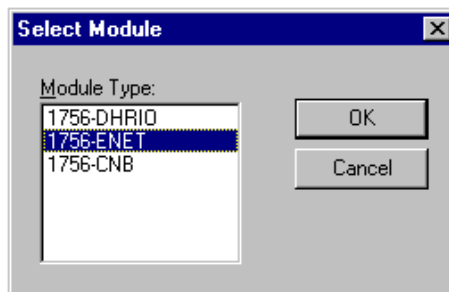 Select Module
Module Type:
1756-DHRIO
1756-ENET
1756-CNB
OK
Cancel